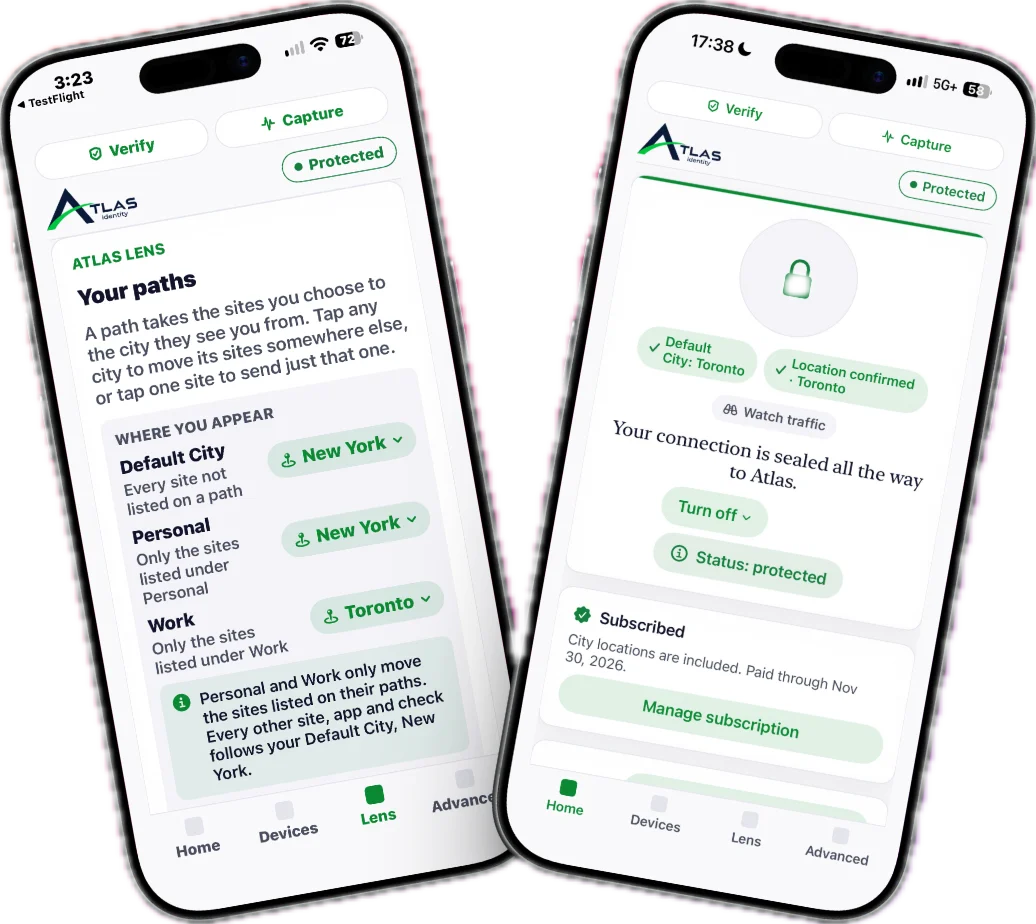 3:23
TestFlight
72
Verify
Capture
Protected
ATLAS
identity
ATLAS LENS
Your paths
A path takes the sites you choose to
the city they see you from. Tap any
city to move its sites somewhere else,
or tap one site to send just that one.
WHERE YOU APPEAR
Default City
New York
Every site not
listed on a path
Personal
New York
Only the sites
listed under
Personal
Work
Toronto
Only the sites
listed under Work
Personal and Work only move
the sites listed on their paths.
Every other site, app and check
follows your Default City, New
York.
Home
Devices
Lens
Advance
17:38
5G+
58
Verify
Capture
ATLAS
identity
Protected
Default
City: Toronto
Location confirmed
· Toronto
Watch traffic
Your connection is sealed all the way
to Atlas.
Turn off
Status: protected
Subscribed
City locations are included. Paid through Nov
30, 2026.
Manage subscription
Home
Devices
Lens
Advanced